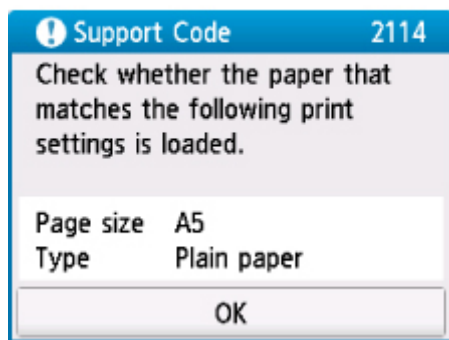 Support Code 2114
Check whether the paper that
matches the following print
settings is loaded.
Page size A5
Type Plain paper
OK